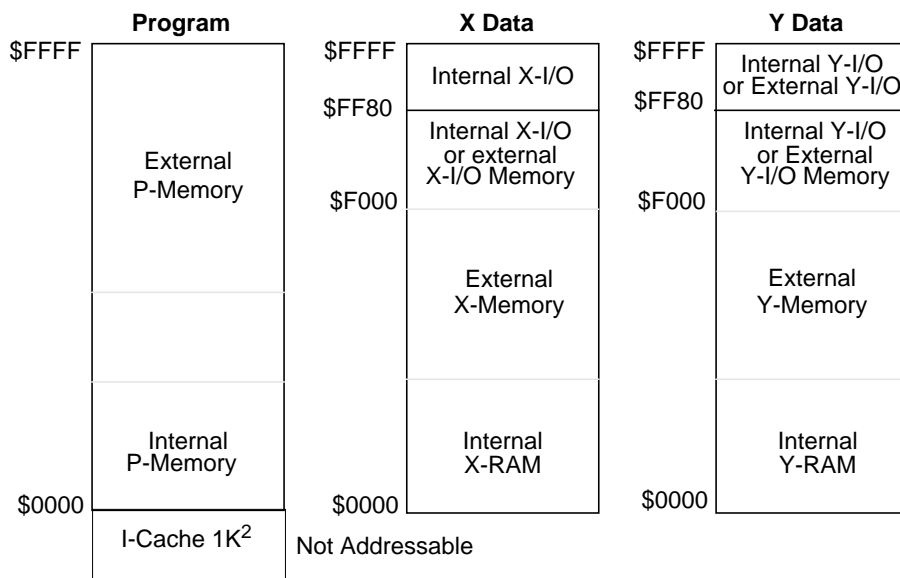 Program
$FFFF
External
P-Memory
Internal
P-Memory
$0000
I-Cache 1K2
Not Addressable
X Data
$FFFF
Internal X-I/O
$FF80
Internal X-I/O
or external
X-I/O Memory
$F000
External
X-Memory
Internal
X-RAM
$0000
Y Data
$FFFF
Internal Y-I/O
or External Y-I/O
$FF80
Internal Y-I/O
or External
Y-I/O Memory
$F000
External
Y-Memory
Internal
Y-RAM
$0000